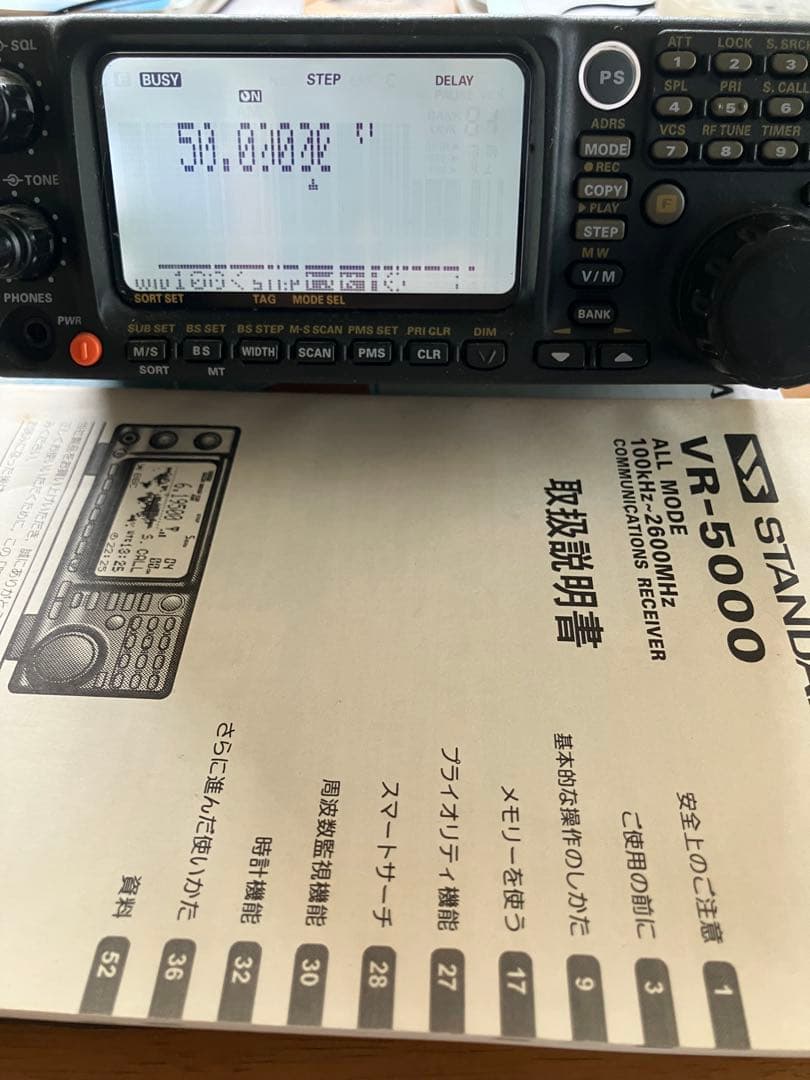 SQL
BUSY
STEP
DELAY
ON
TONE
PHONES
PWR
SORT SET
TAG
MODE SEL
PS
ADRS
MODE
REC
COPY
PLAY
STEP
M W
V/M
BANK
F
ATT
LOCK
S. SRCH
1
2
3
SPL
PRI
S. CALL
4
5
6
VCS
RF TUNE
TIMER
7
8
9
SUB SET
BS SET
BS STEP
M-S SCAN
PMS SET
PRI CLR
DIM
M/S
BS
WIDTH
SCAN
PMS
CLR
SORT
MT
STANDA
VR-5000
ALL MODE
100kHz~2600MHz
COMMUNICATIONS RECEIVER
取扱説明書
安全上のご注意 1
ご使用の前に 3
基本的な操作のしかた 9
メモリーを使う 17
プライオリティ機能 27
スマートサーチ 28
周波数監視機能 30
時計機能 32
さらに進んだ使いかた 36
資料 52
6.19500
S. CALL
22:25